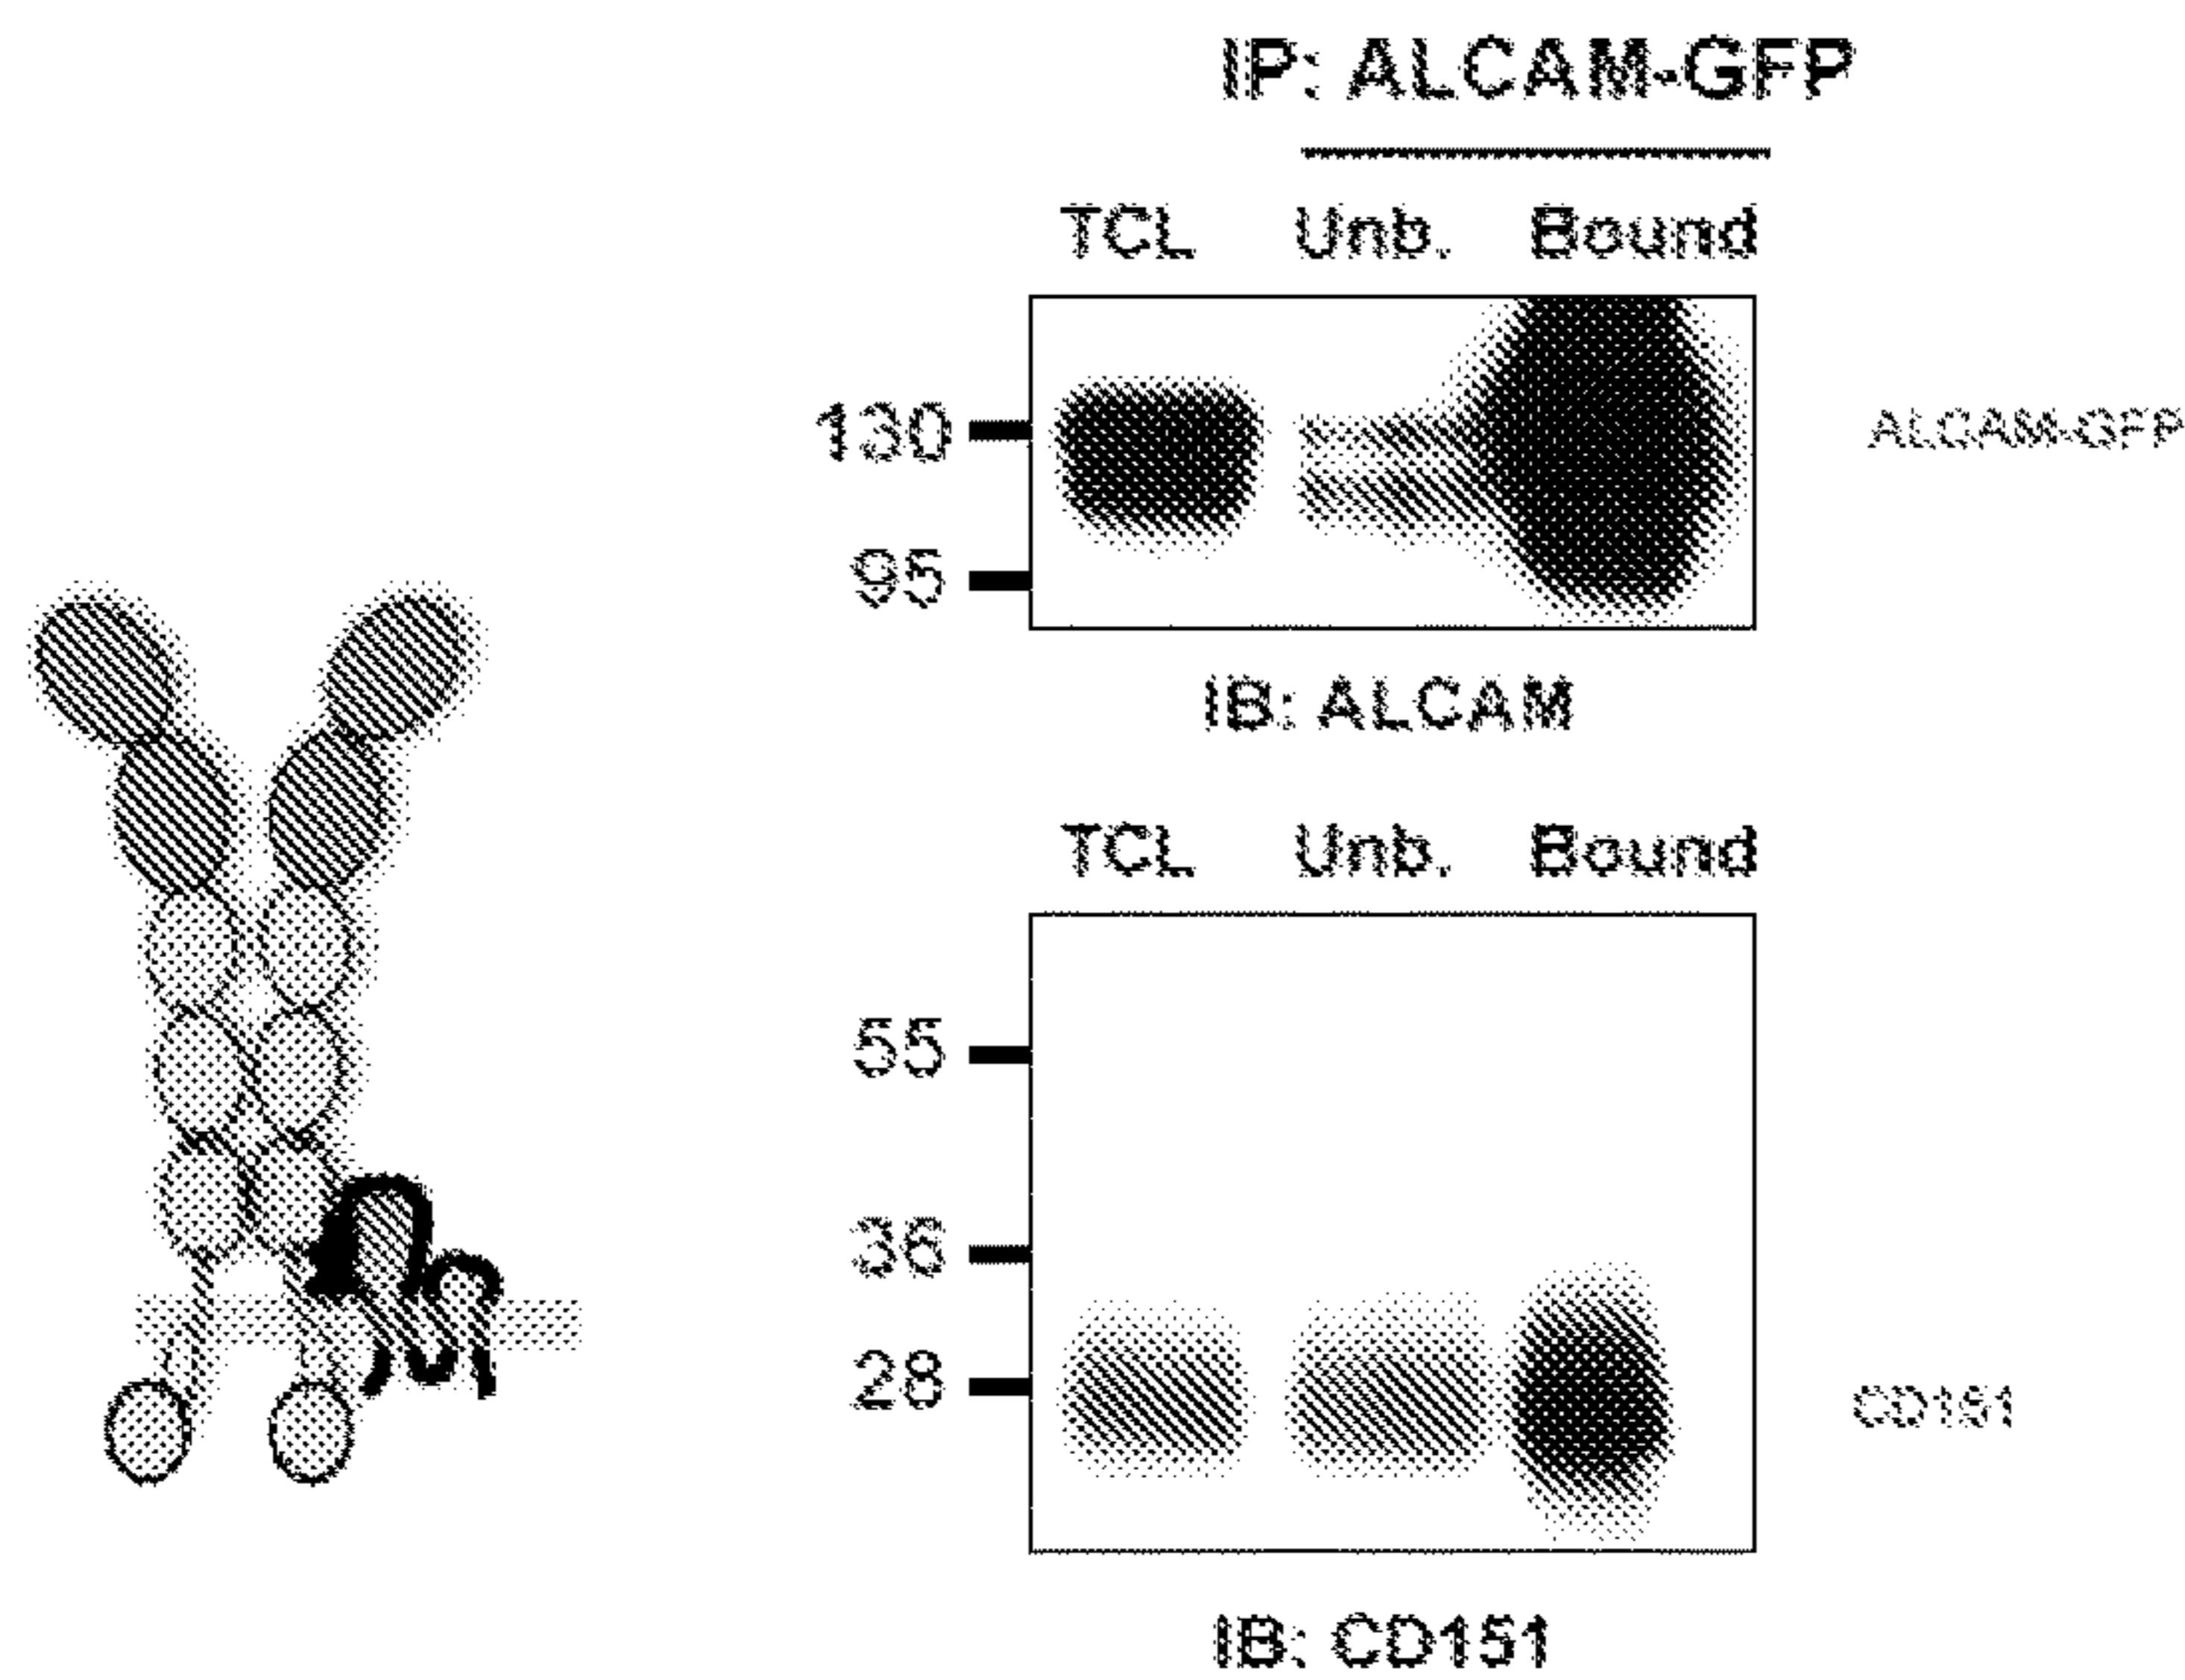 IP: ALCAM-GFP
TCL Unb. Bound
130
ALCAM-GFP
95
IB: ALCAM
TCL Unb. Bound
55
36
28
CD151
IB: CD151